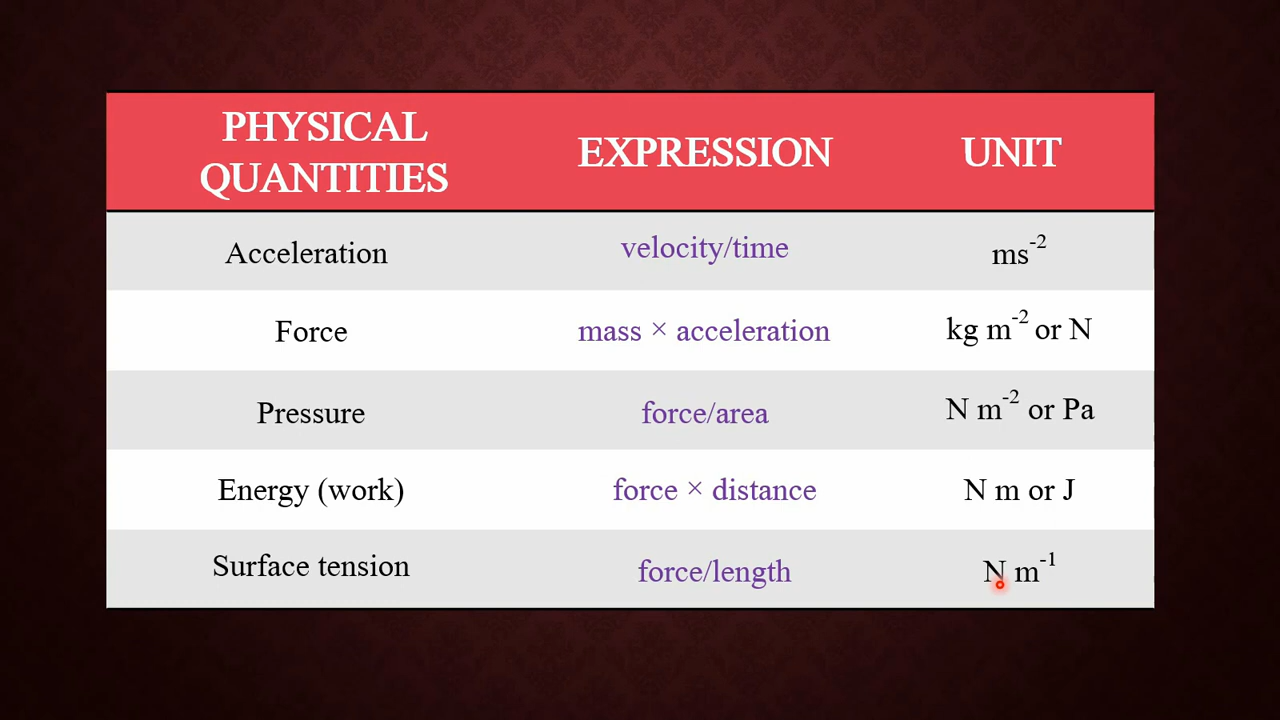 PHYSICAL QUANTITIES EXPRESSION UNIT
Acceleration velocity/time ms⁻²
Force mass × acceleration kg m⁻² or N
Pressure force/area N m⁻² or Pa
Energy (work) force × distance N m or J
Surface tension force/length N m⁻¹